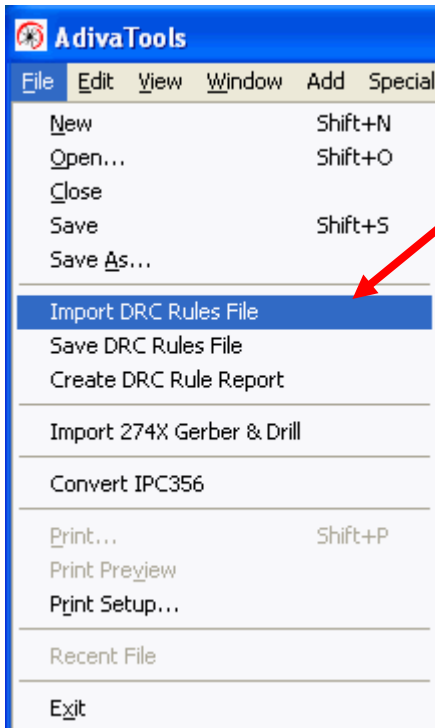 AdivaTools
File Edit View Window Add Special
New Shift+N
Open... Shift+O
Close
Save Shift+S
Save As...
Import DRC Rules File
Save DRC Rules File
Create DRC Rule Report
Import 274X Gerber & Drill
Convert IPC356
Print... Shift+P
Print Preview
Print Setup...
Recent File
Exit